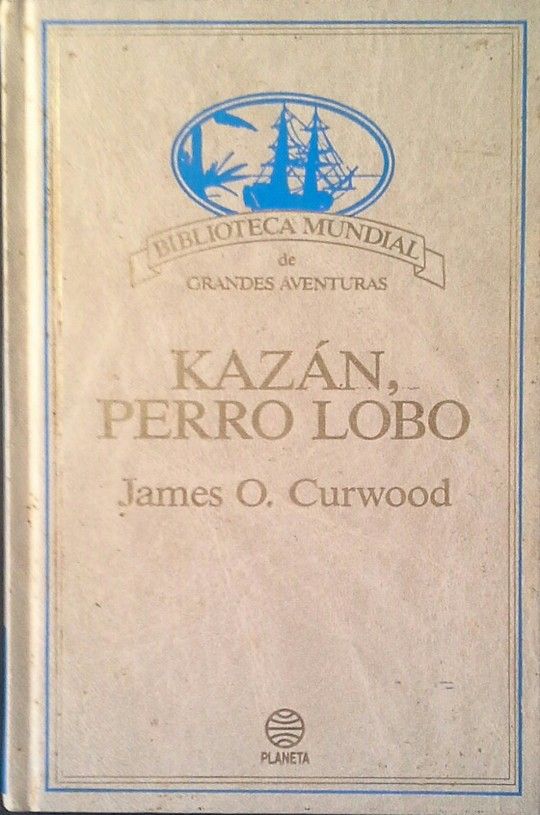 BIBLIOTECA MUNDIAL
de
GRANDES AVENTURAS
KAZÁN,
PERRO LOBO
James O. Curwood
PLANETA